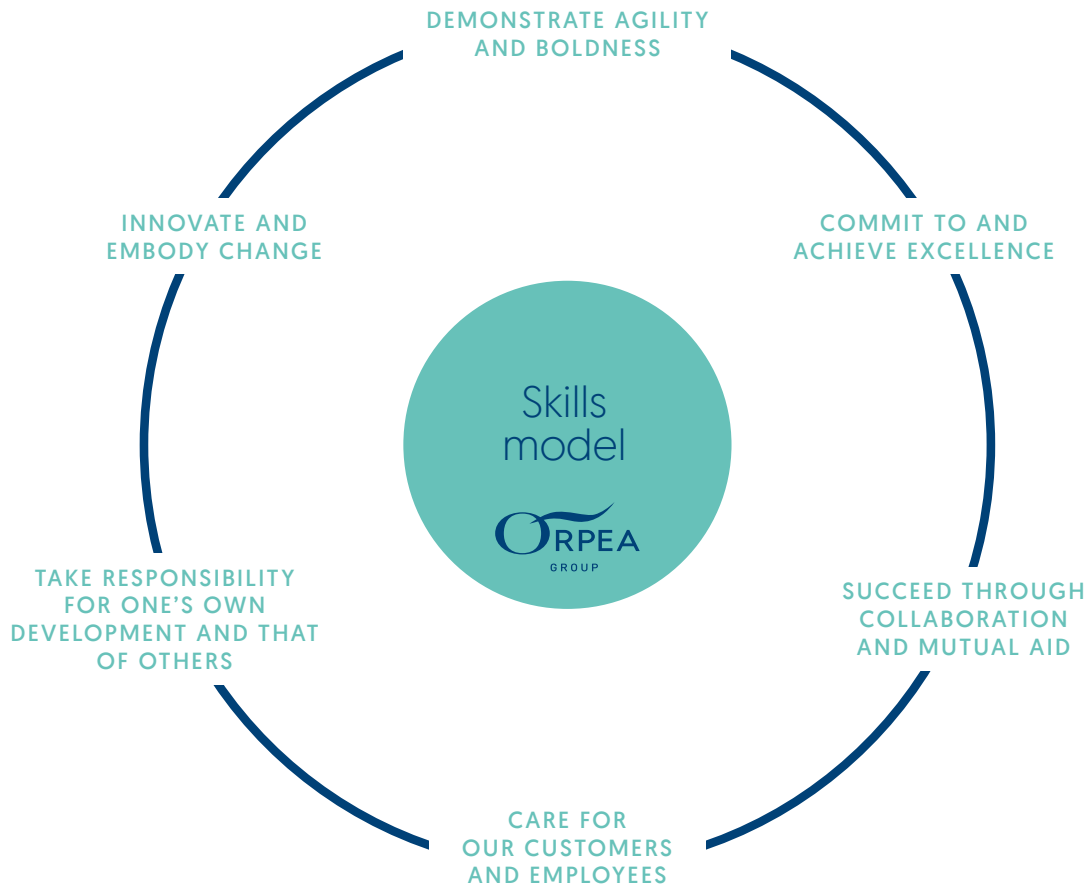 DEMONSTRATE AGILITY
AND BOLDNESS
INNOVATE AND
EMBODY CHANGE
COMMIT TO AND
ACHIEVE EXCELLENCE
Skills
model
ORPEA
GROUP
TAKE RESPONSIBILITY
FOR ONE’S OWN
DEVELOPMENT AND THAT
OF OTHERS
SUCCEED THROUGH
COLLABORATION
AND MUTUAL AID
CARE FOR
OUR CUSTOMERS
AND EMPLOYEES